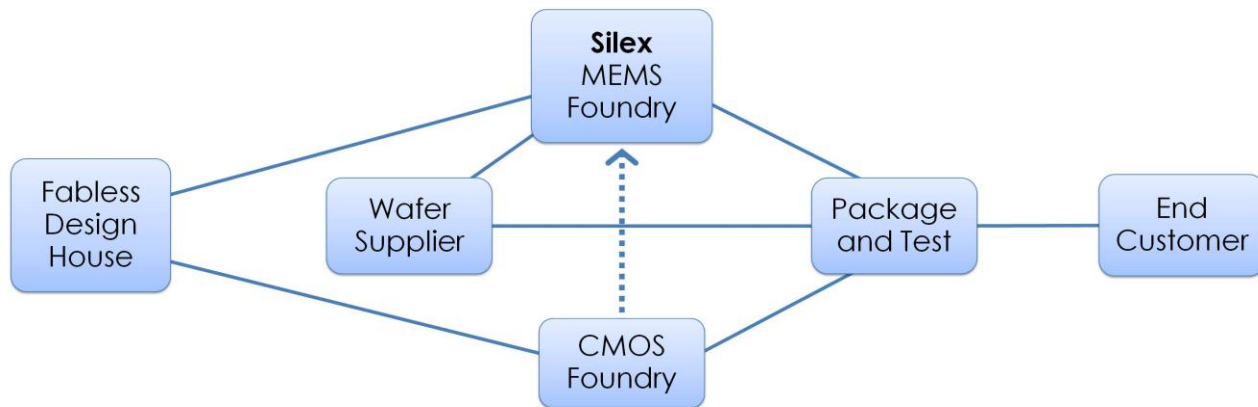 Silex
MEMS
Foundry
Fabless
Design
House
Wafer
Supplier
Package
and Test
End
Customer
CMOS
Foundry